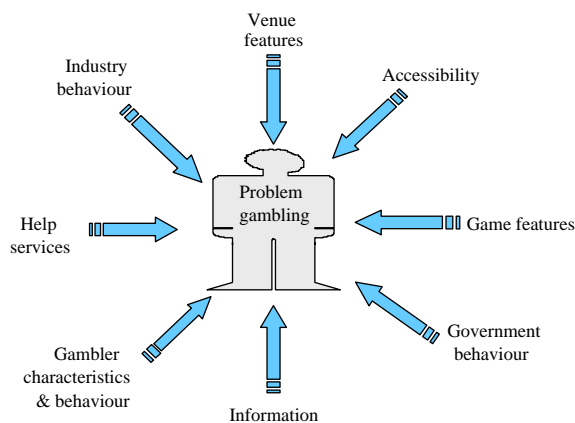 Venue
features
Industry
behaviour
Accessibility
Problem
gambling
Help
services
Game features
Government
behaviour
Gambler
characteristics
& behaviour
Information